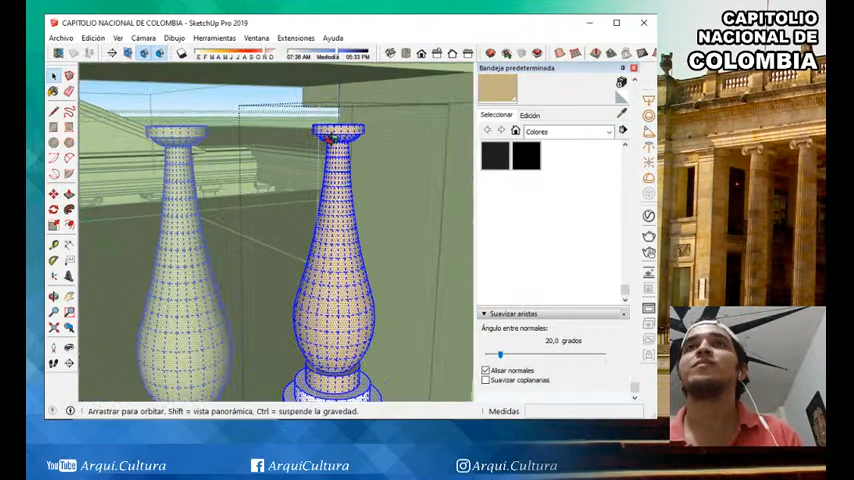 CAPITOLIO NACIONAL DE COLOMBIA - SketchUp Pro 2019
Archivo Edición Ver Cámara Dibujo Herramientas Ventana Extensiones Ayuda
E F M A M J J A S O N D 07:36 AM Mediodía 05:33 PM
Bandeja predeterminada
Seleccionar Edición
Colores
Suavizar aristas
Ángulo entre normales:
20,0 grados
Alisar normales
Suavizar coplanarias
Arrastrar para orbitar. Shift = vista panorámica, Ctrl = suspende la gravedad.
Medidas
CAPITOLIO
NACIONAL DE
COLOMBIA
YouTube Arqui.Cultura
ArquiCultura
Arqui.Cultura